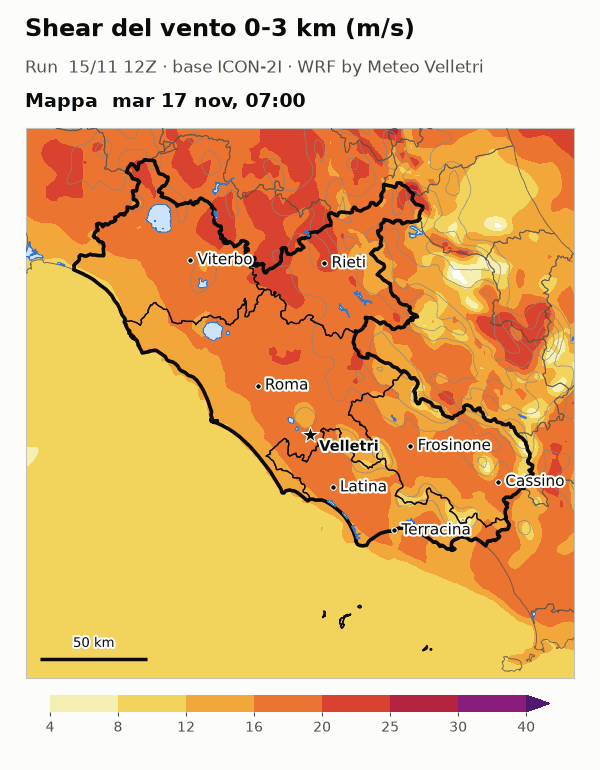 Shear del vento 0-3 km (m/s)
Run  15/11 12Z · base ICON-2I · WRF by Meteo Velletri
Mappa  mar 17 nov, 07:00
Viterbo
Rieti
Roma
Velletri
Frosinone
Cassino
Latina
Terracina
50 km
4 8 12 16 20 25 30 40